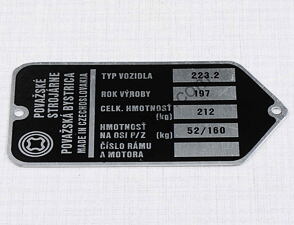 POVAŽSKÉ
STROJÁRNE
POVAŽSKÁ BYSTRICA
MADE IN CZECHOSLOVAKIA
TYP VOZIDLA 223.2
ROK VÝROBY 197
CELK. HMOTNOSŤ (kg) 212
HMOTNOSŤ
NA OSI P/Z (kg) 52/160
ČÍSLO RÁMU
A MOTORA